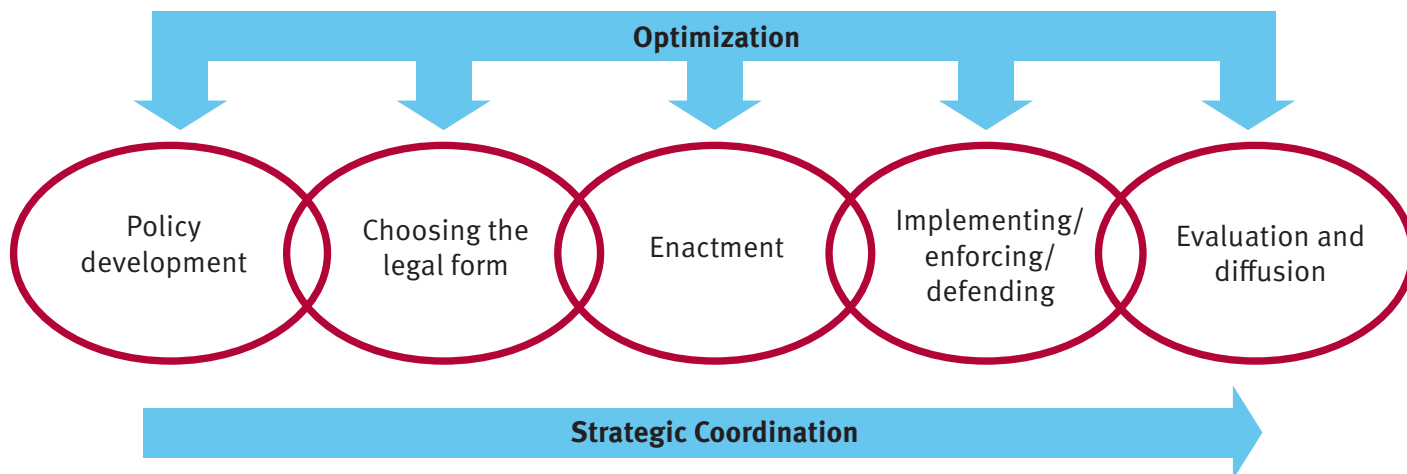 Optimization
Policy
development
Choosing the
legal form
Enactment
Implementing/
enforcing/
defending
Evaluation and
diffusion
Strategic Coordination